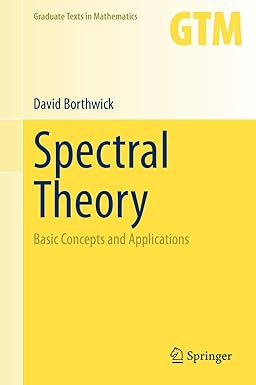 Graduate Texts in Mathematics
GTM
David Borthwick
Spectral
Theory
Basic Concepts and Applications
Springer